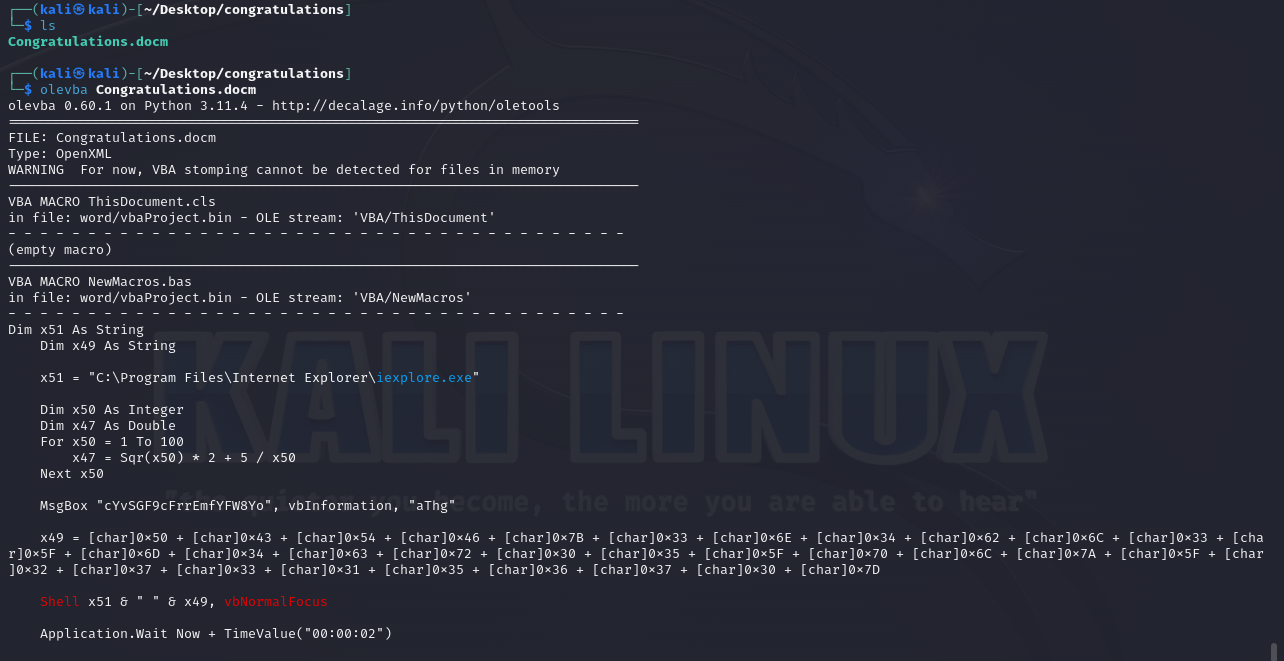 ┌──(kali㉿kali)-[~/Desktop/congratulations]
└─$ ls
Congratulations.docm
┌──(kali㉿kali)-[~/Desktop/congratulations]
└─$ olevba Congratulations.docm
olevba 0.60.1 on Python 3.11.4 - http://decalage.info/python/oletools
===============================================================================
FILE: Congratulations.docm
Type: OpenXML
WARNING  For now, VBA stomping cannot be detected for files in memory
-------------------------------------------------------------------------------
VBA MACRO ThisDocument.cls
in file: word/vbaProject.bin - OLE stream: 'VBA/ThisDocument'
- - - - - - - - - - - - - - - - - - - - - - - - - - - - - - - - - - - - - - -
(empty macro)
-------------------------------------------------------------------------------
VBA MACRO NewMacros.bas
in file: word/vbaProject.bin - OLE stream: 'VBA/NewMacros'
- - - - - - - - - - - - - - - - - - - - - - - - - - - - - - - - - - - - - - -
Dim x51 As String
    Dim x49 As String
    x51 = "C:\Program Files\Internet Explorer\iexplore.exe"
    Dim x50 As Integer
    Dim x47 As Double
    For x50 = 1 To 100
        x47 = Sqr(x50) * 2 + 5 / x50
    Next x50
    MsgBox "cYvSGF9cFrrEmfYFW8Yo", vbInformation, "aThg"
    x49 = [char]0x50 + [char]0x43 + [char]0x54 + [char]0x46 + [char]0x7B + [char]0x33 + [char]0x6E + [char]0x34 + [char]0x62 + [char]0x6C + [char]0x33 + [cha
r]0x5F + [char]0x6D + [char]0x34 + [char]0x63 + [char]0x72 + [char]0x30 + [char]0x35 + [char]0x5F + [char]0x70 + [char]0x6C + [char]0x7A + [char]0x5F + [char
]0x32 + [char]0x37 + [char]0x33 + [char]0x31 + [char]0x35 + [char]0x36 + [char]0x37 + [char]0x30 + [char]0x7D
    Shell x51 & " " & x49, vbNormalFocus
    Application.Wait Now + TimeValue("00:00:02")
KALI LINUX
"the quieter you become, the more you are able to hear"